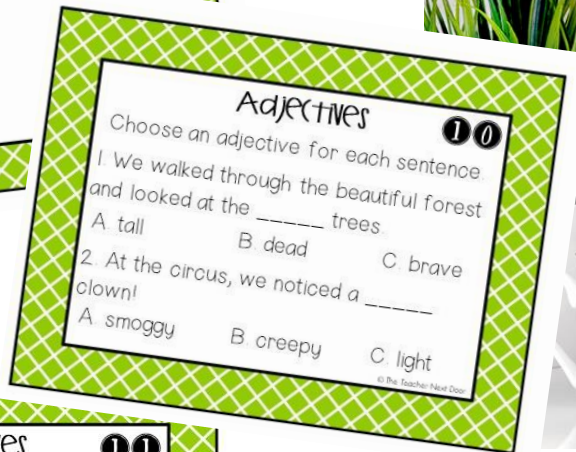 Adjectives
10
Choose an adjective for each sentence.
1. We walked through the beautiful forest
and looked at the _____ trees.
A. tall B. dead C. brave
2. At the circus, we noticed a _____
clown!
A. smoggy B. creepy C. light
© The Teacher Next Door
11